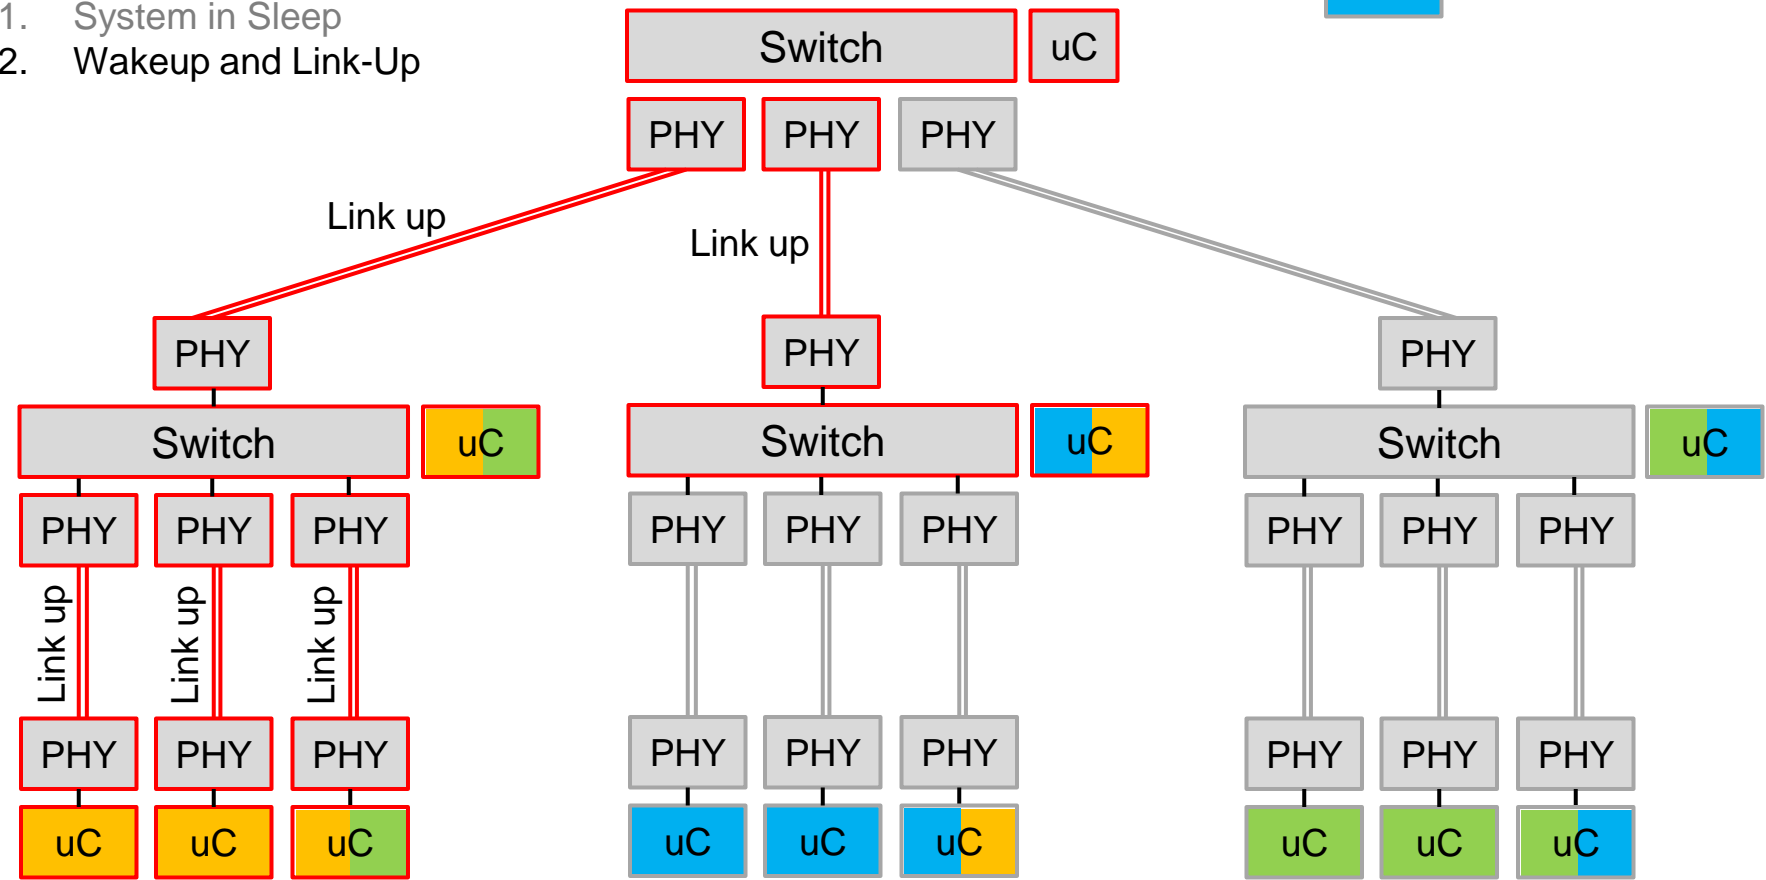 1. System in Sleep
2. Wakeup and Link-Up
Switch uC
PHY PHY PHY
Link up
Link up
PHY PHY PHY
Switch uC Switch uC Switch uC
PHY PHY PHY PHY PHY PHY PHY PHY PHY
Link up Link up Link up
PHY PHY PHY PHY PHY PHY PHY PHY PHY
uC uC uC uC uC uC uC uC uC